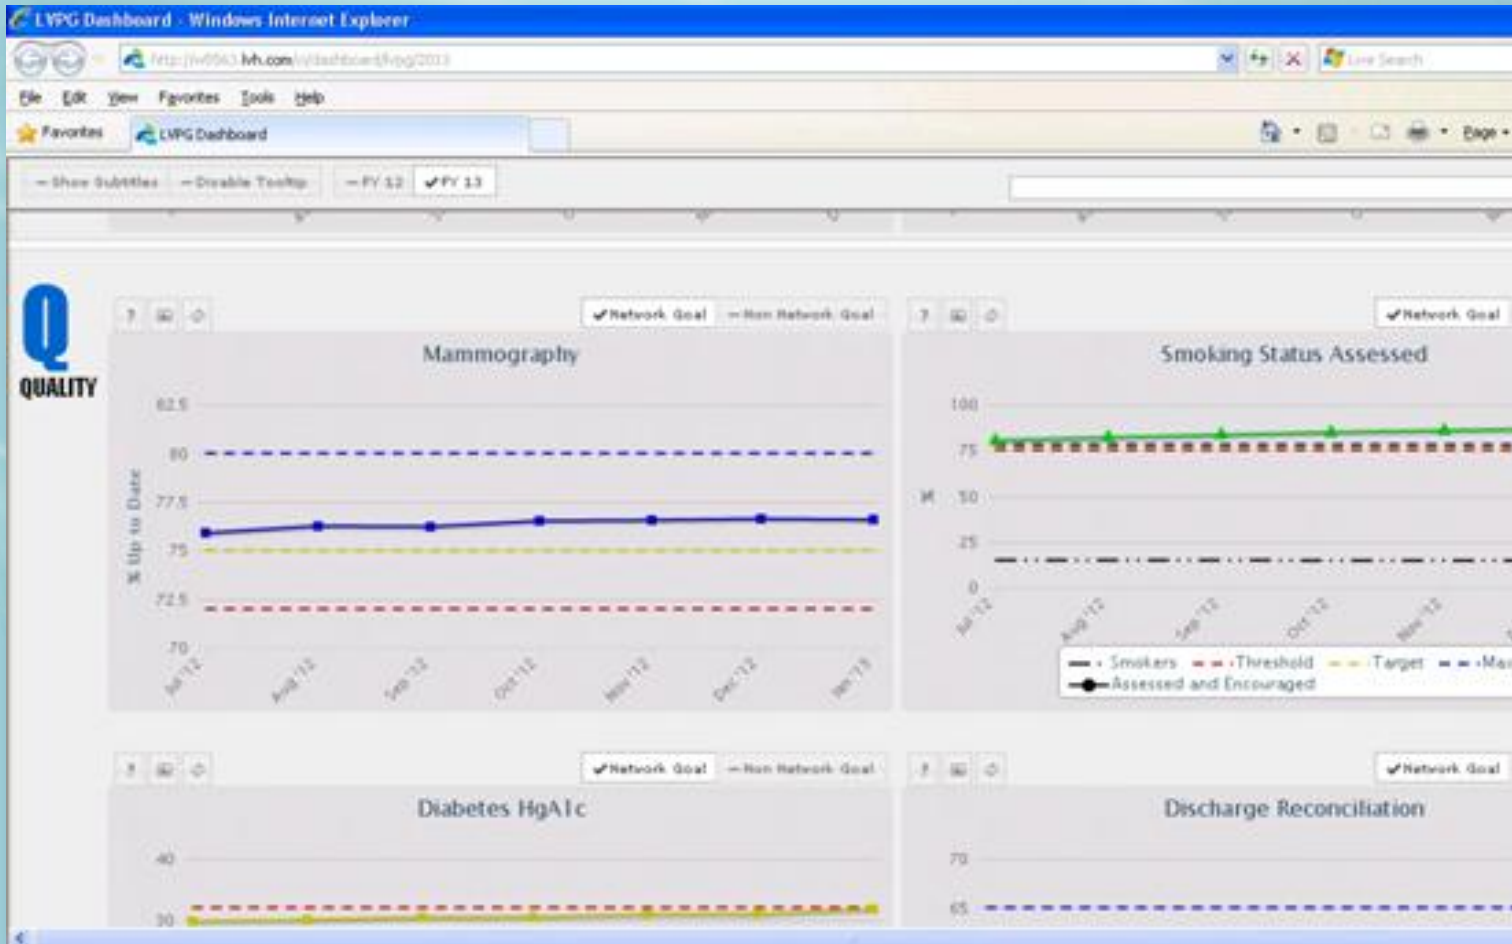 LVPG Dashboard - Windows Internet Explorer
lvh.com
Live Search
File Edit View Favorites Tools Help
Favorites LVPG Dashboard
Page
Show Subtitles Disable Tooltip FY 12 FY 13
Q
QUALITY
? Network Goal Non Network Goal
Mammography
% Up to Date
82.5
80
77.5
75
72.5
70
Jul '12 Aug '12 Sep '12 Oct '12 Nov '12 Dec '12 Jan '13
? Network Goal
Smoking Status Assessed
%
100
75
50
25
0
Jul '12 Aug '12 Sep '12 Oct '12 Nov '12
Smokers Threshold Target
Assessed and Encouraged
? Network Goal Non Network Goal
Diabetes HgA1c
40
30
? Network Goal
Discharge Reconciliation
70
65